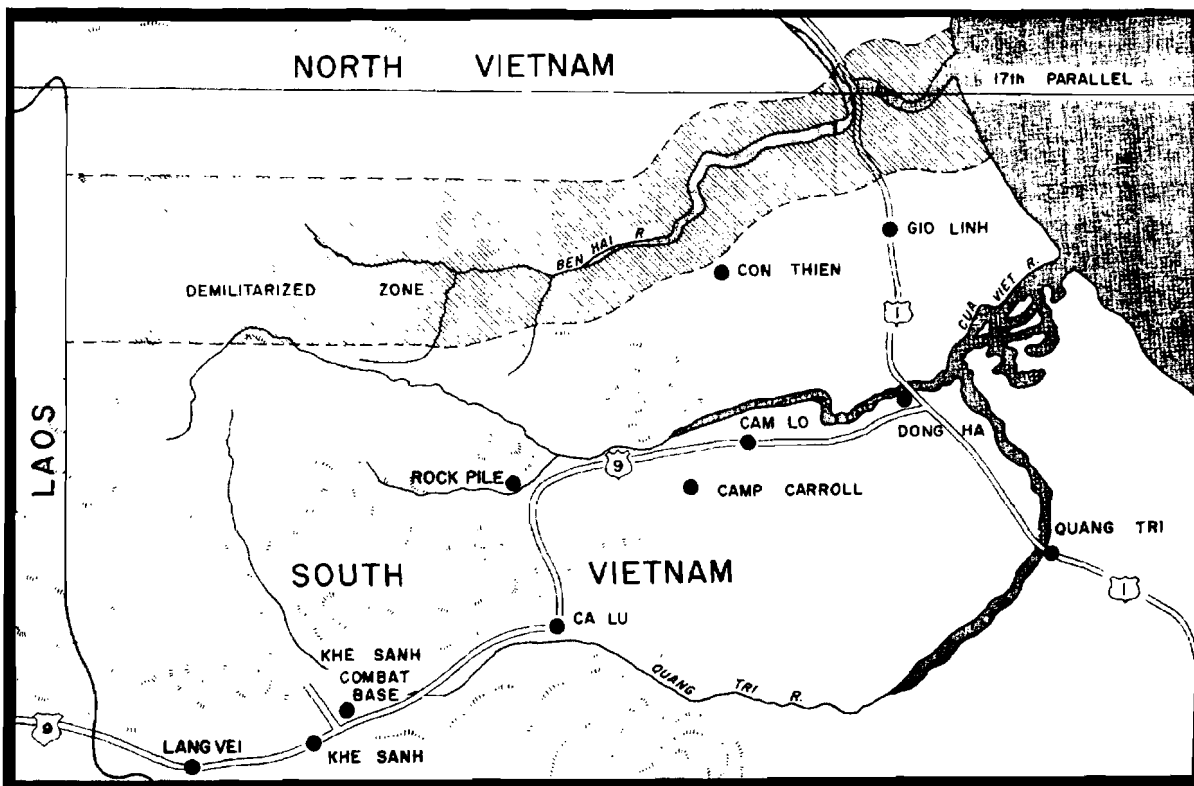 NORTH VIETNAM
17th PARALLEL
GIO LINH
BEN HAI R
CON THIEN
DEMILITARIZED ZONE
CUA VIET R.
1
LAOS
CAM LO
DONG HA
9
ROCK PILE
CAMP CARROLL
QUANG TRI
SOUTH VIETNAM
1
CA LU
KHE SANH
COMBAT
BASE
QUANG TRI R.
9
LANG VEI
KHE SANH